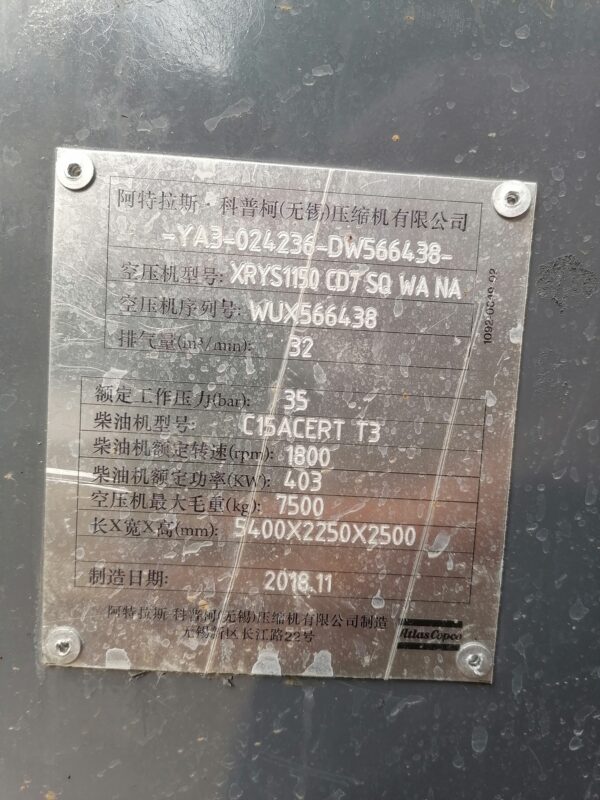 阿特拉斯·科普柯(无锡)压缩机有限公司
-YA3-024236-DW566438-
空压机型号: XRYS1150 CD7 SQ WA NA
空压机序列号: WUX566438
排气量(m³/min): 32
额定工作压力(bar): 35
柴油机型号: C15ACERT T3
柴油机额定转速(rpm): 1800
柴油机额定功率(KW): 403
空压机最大毛重(kg): 7500
长X宽X高(mm): 5400X2250X2500
制造日期: 2018.11
阿特拉斯·科普柯(无锡)压缩机有限公司制造
无锡新区长江路22号
Atlas Copco